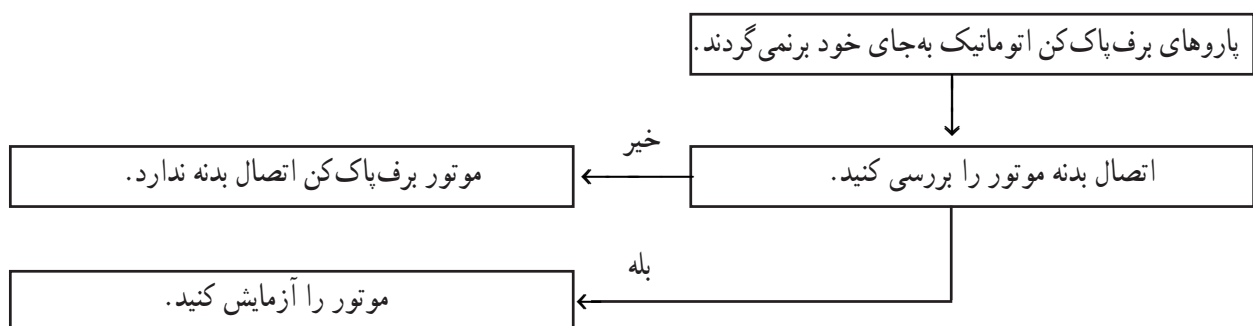 پاروهای برف‌پاک‌کن اتوماتیک به‌جای خود برنمی‌گردند.
خیر
اتصال بدنه موتور را بررسی کنید.
موتور برف‌پاک‌کن اتصال بدنه ندارد.
بله
موتور را آزمایش کنید.